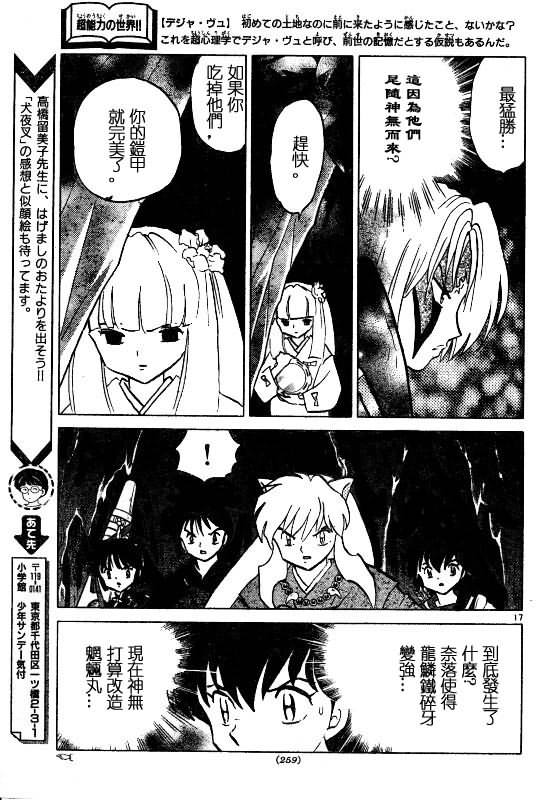 超能力の世界!!
【デジャ・ヴュ】 初めての土地なのに前に来たように感じたこと、ないかな？
これを超心理学でデジャ・ヴュと呼び、前世の記憶だとする仮説もあるんだ。
最猛勝…
這因為他們
尾隨神無而來？
趕快。
如果你
吃掉他們，
你的鎧甲
就完美了。
！
17
到底發生了
什麼？
奈落使得
龍鱗鐵碎牙
變強…
現在神無
打算改造
魍魎丸…
(259)
高橋留美子先生に、はげましのおたよりを出そう!!
「犬夜叉」の感想と似顔絵も待ってます。
あて先
〒119-0141 東京都千代田区一ツ橋2-3-1
小学館 少年サンデー気付